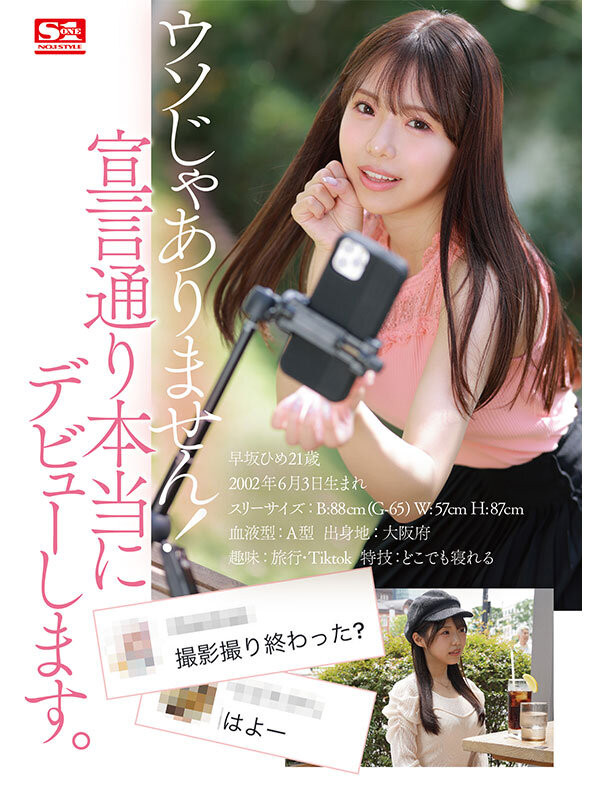 S1 ONE
NO.1 STYLE
ウソじゃありません!
宣言通り本当に
デビューします。
早坂ひめ21歳
2002年6月3日生まれ
スリーサイズ:B:88cm(G-65) W:57cm H:87cm
血液型:A型 出身地:大阪府
趣味:旅行・Tiktok 特技:どこでも寝れる
撮影撮り終わった?
はよー